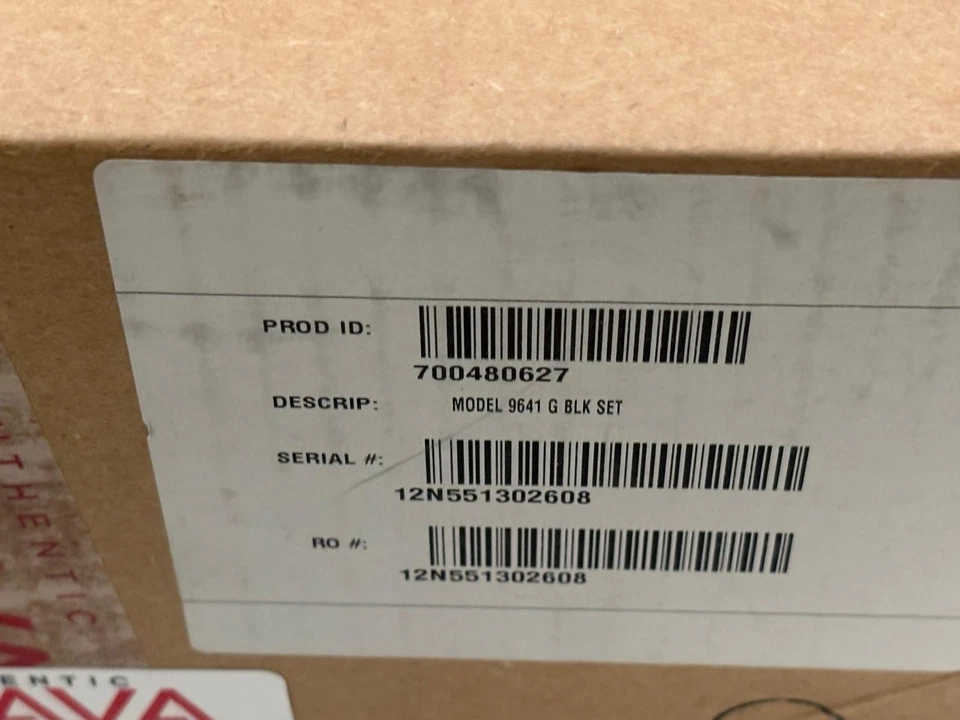 PROD ID:
700480627
DESCRIP: MODEL 9641 G BLK SET
SERIAL #:
12N551302608
RO #:
12N551302608